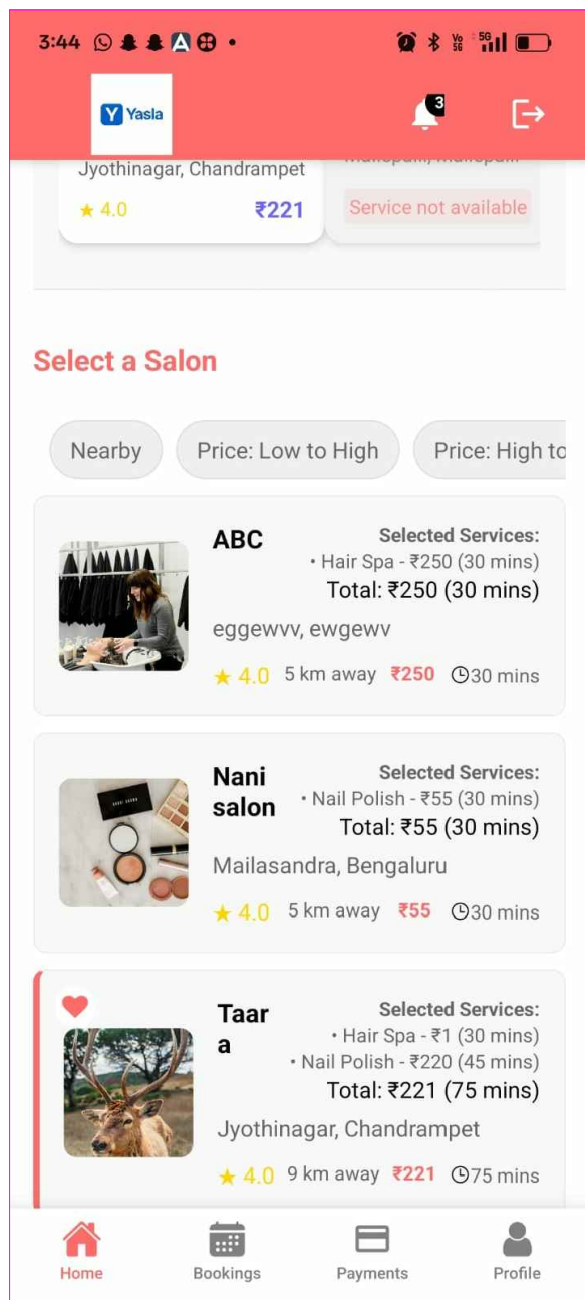 3:44
Vo 5G 5G
Y Yasla
3
Jyothinagar, Chandrampet
★ 4.0 ₹221
Service not available
Select a Salon
Nearby Price: Low to High Price: High to
ABC
Selected Services:
• Hair Spa - ₹250 (30 mins)
Total: ₹250 (30 mins)
eggewvv, ewgewv
★ 4.0 5 km away ₹250 30 mins
Nani
salon
Selected Services:
• Nail Polish - ₹55 (30 mins)
Total: ₹55 (30 mins)
Mailasandra, Bengaluru
★ 4.0 5 km away ₹55 30 mins
Taar
a
Selected Services:
• Hair Spa - ₹1 (30 mins)
• Nail Polish - ₹220 (45 mins)
Total: ₹221 (75 mins)
Jyothinagar, Chandrampet
★ 4.0 9 km away ₹221 75 mins
Home Bookings Payments Profile